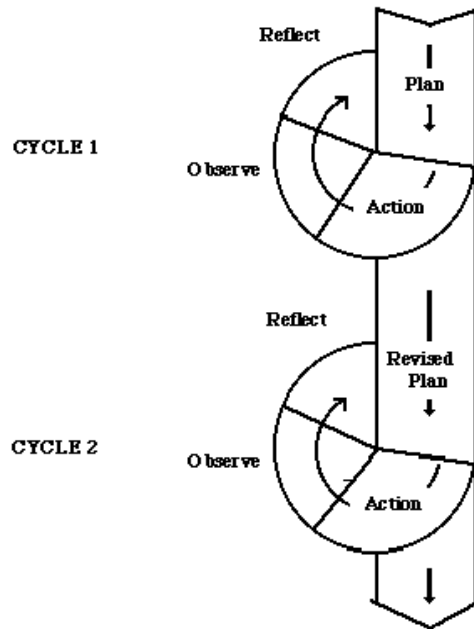 Reflect
Plan
CYCLE 1
Observe
Action
Reflect
Revised
Plan
CYCLE 2
Observe
Action